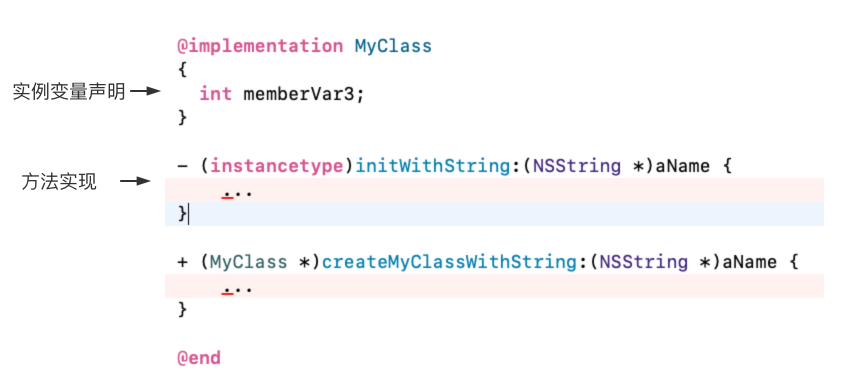 @implementation MyClass
{
实例变量声明
int memberVar3;
}
- (instancetype)initWithString:(NSString *)aName {
方法实现
...
}
+ (MyClass *)createMyClassWithString:(NSString *)aName {
...
}
@end